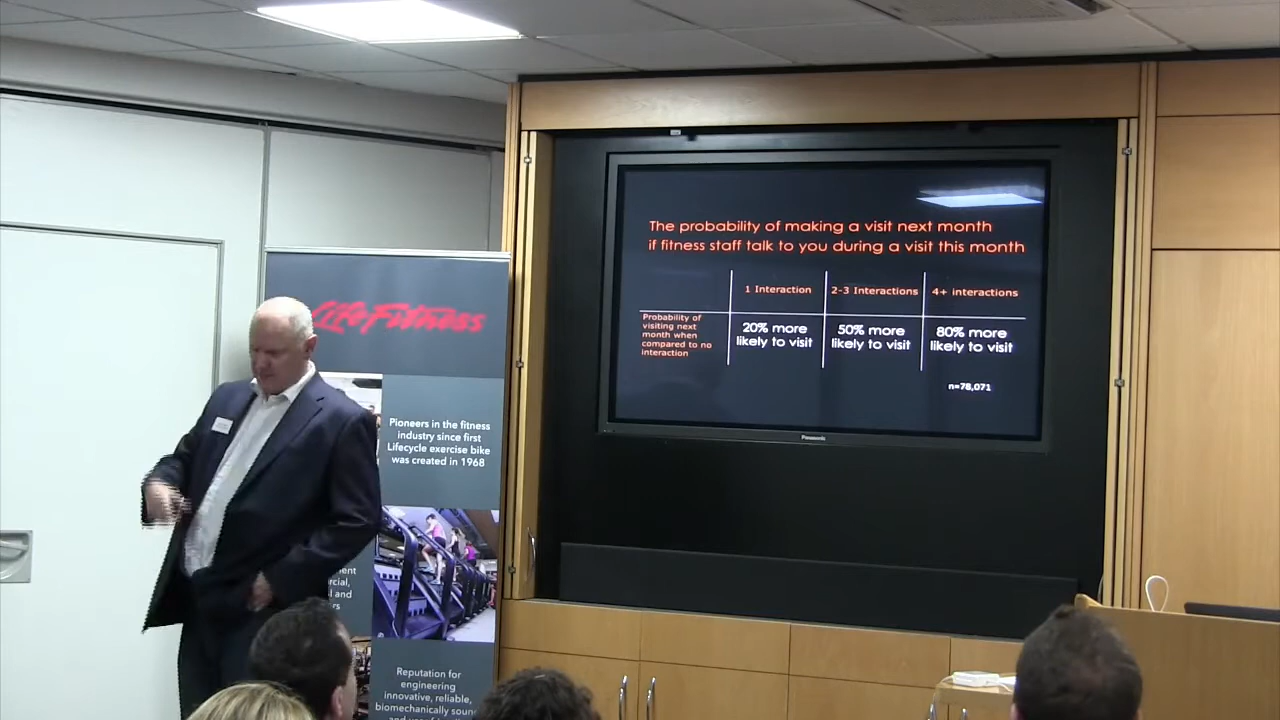 The probability of making a visit next month
if fitness staff talk to you during a visit this month
1 Interaction
2-3 Interactions
4+ interactions
Probability of
visiting next
month when
compared to no
interaction
20% more
likely to visit
50% more
likely to visit
80% more
likely to visit
n=78,071
Panasonic
LifeFitness
Pioneers in the fitness
industry since first
Lifecycle exercise bike
was created in 1968
and
Reputation for
engineering
innovative, reliable,
biomechanically